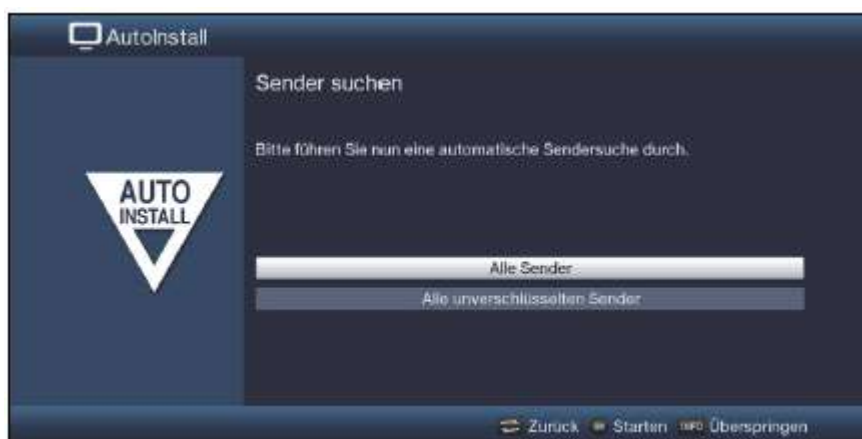 AutoInstall
Sender suchen
Bitte führen Sie nun eine automatische Sendersuche durch.
AUTO
INSTALL
Alle Sender
Alle unverschlüsselten Sender
Zurück Starten INFO Überspringen